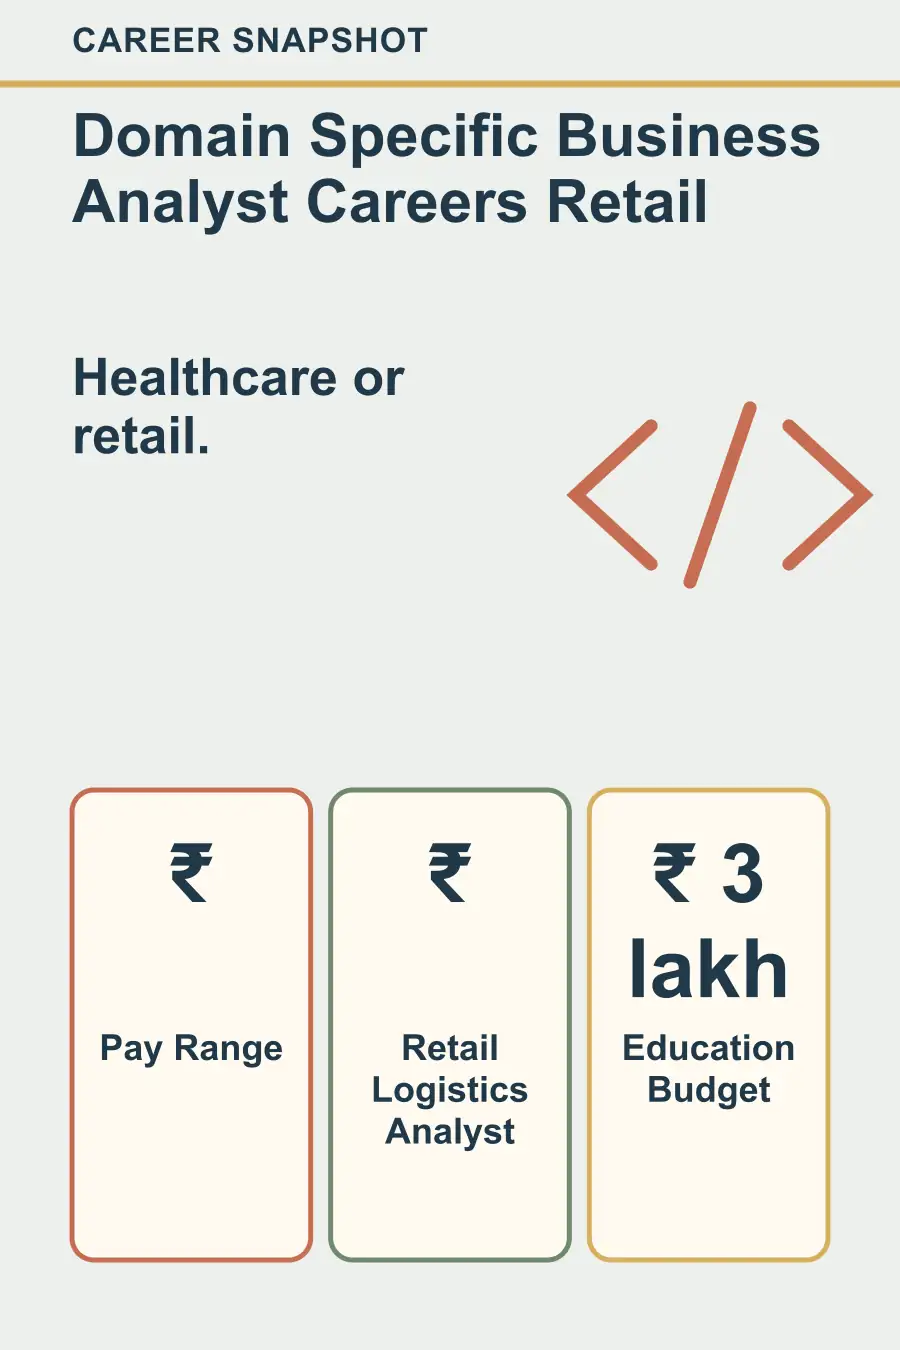 CAREER SNAPSHOT
Domain Specific Business
Analyst Careers Retail
Healthcare or
retail.
</>
₹
Pay Range
₹
Retail
Logistics
Analyst
₹ 3
lakh
Education
Budget